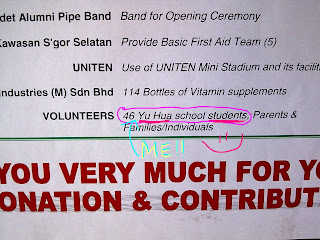 det Alumni Pipe Band Band for Opening Ceremony
Kawasan S'gor Selatan Provide Basic First Aid Team (5)
UNITEN Use of UNITEN Mini Stadium and its facilit
ndustries (M) Sdn Bhd 114 Bottles of Vitamin supplements
VOLUNTEERS 46 Yu Hua school students, Parents &
Families/Individuals
ME!!
YOU VERY MUCH FOR YO
ONATION & CONTRIBUT